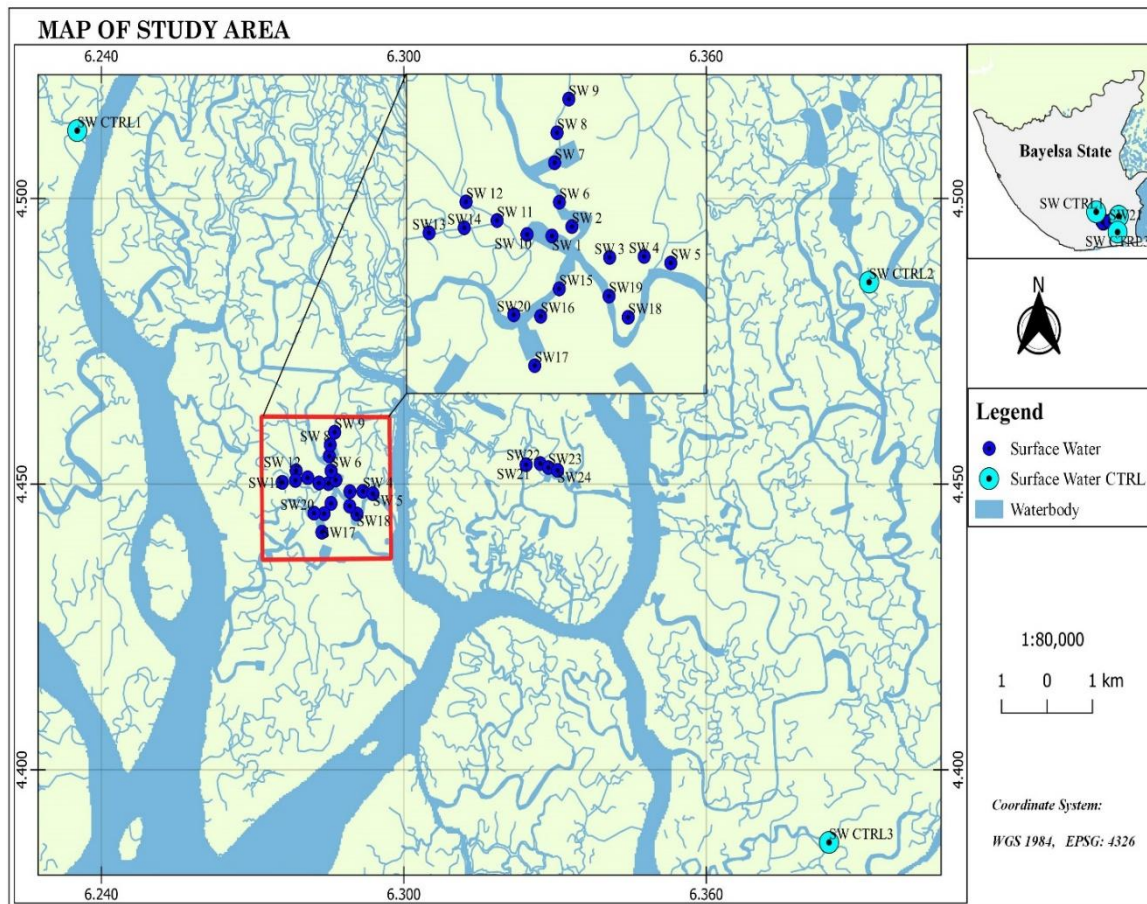 MAP OF STUDY AREA
6.240
6.300
6.360
SW CTRL1
SW 9
SW 8
SW 7
SW 12
SW 6
SW 11
SW13
SW14
SW 2
SW 10
SW 1
SW 3
SW 4
SW 5
SW15
SW19
SW20
SW16
SW18
SW17
4.500
4.500
SW CTRL2
SW 9
SW 8
SW 6
SW 12
SW 4
SW 5
SW20
SW18
SW17
SW22
SW23
SW21
SW24
4.450
4.450
4.400
4.400
SW CTRL3
6.240
6.300
6.360
Bayelsa State
SW CTRL1
SW21
SW CTRL3
N
Legend
Surface Water
Surface Water CTRL
Waterbody
1:80,000
1 0 1 km
Coordinate System:
WGS 1984, EPSG: 4326